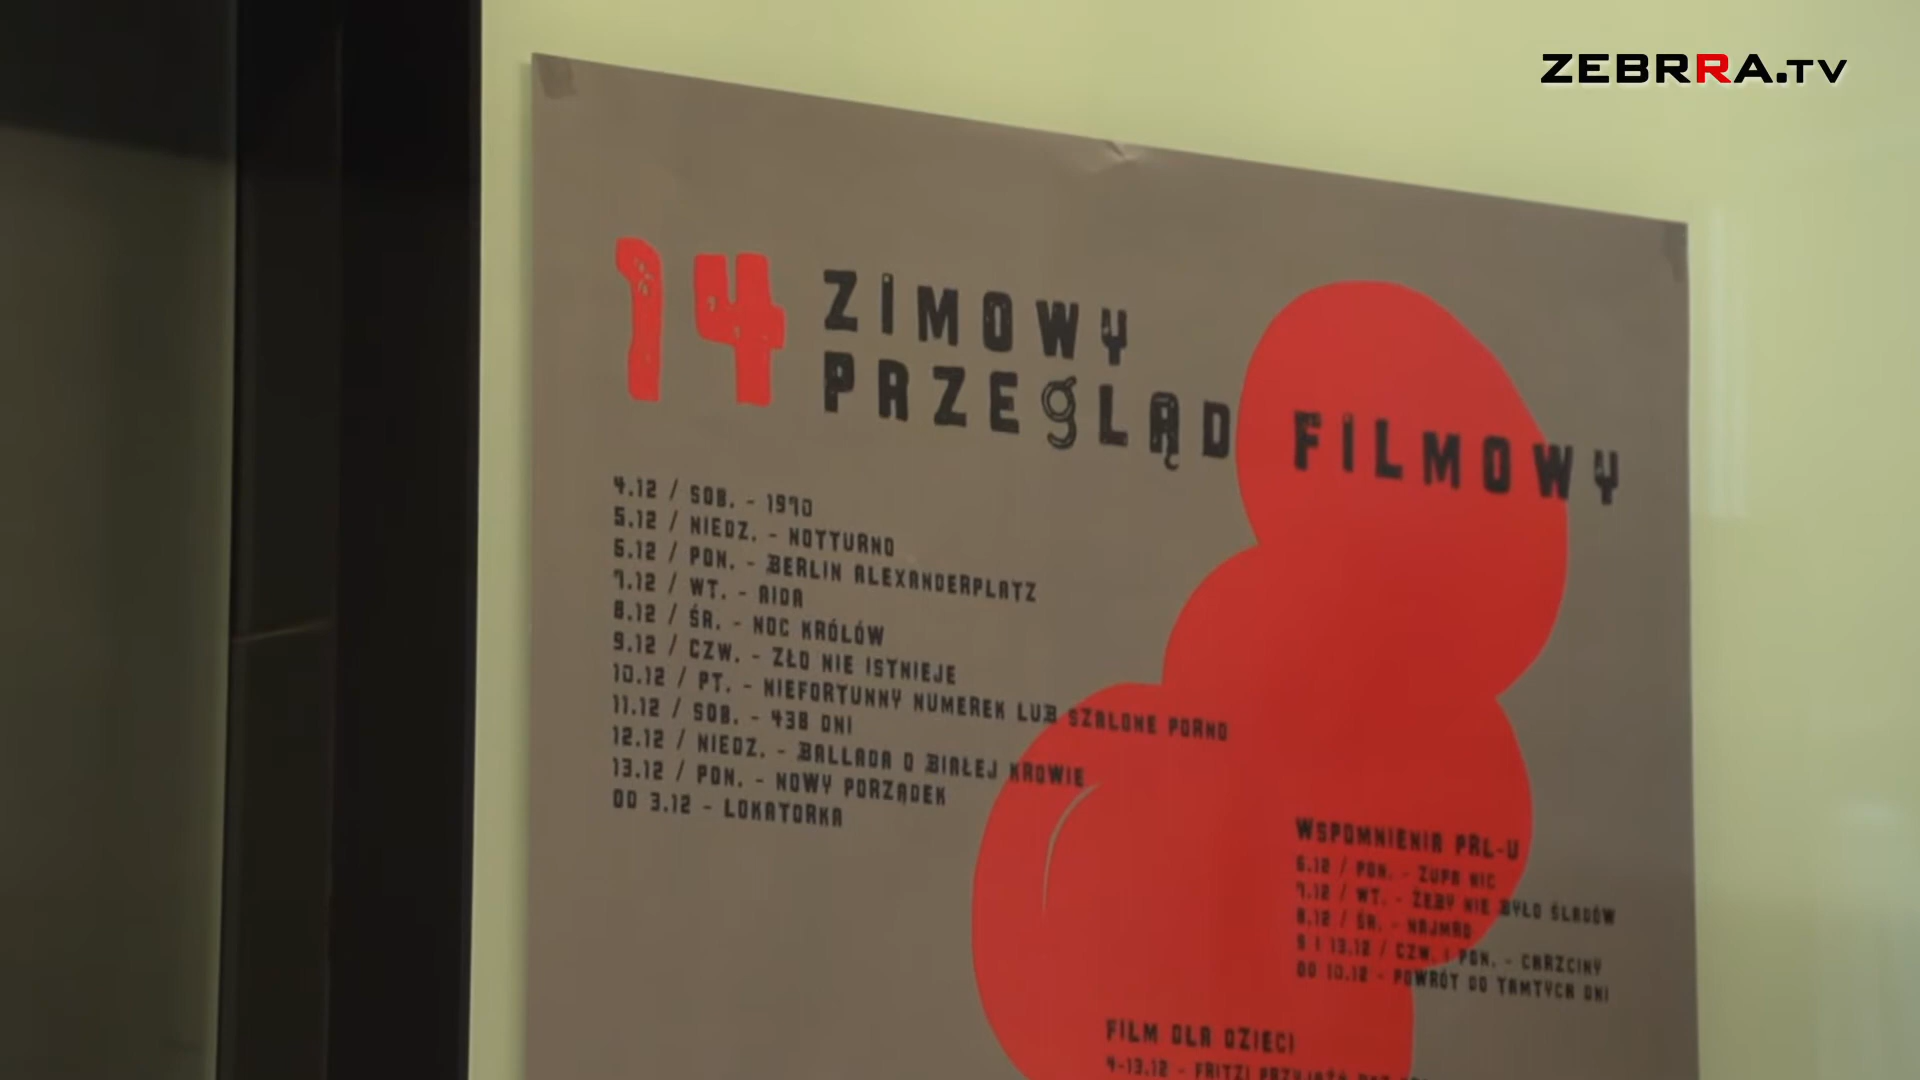 ZEBRRA.TV
14 ZIMOWY
PRZEGLĄD FILMOWY
4.12 / SOB. - 1970
5.12 / NIEDZ. - NOTTURNO
6.12 / PON. - BERLIN ALEXANDERPLATZ
7.12 / WT. - AIDA
8.12 / ŚR. - NOC KRÓLÓW
9.12 / CZW. - ZŁO NIE ISTNIEJE
10.12 / PT. - NIEFORTUNNY NUMEREK LUB SZALONE PORNO
11.12 / SOB. - 438 DNI
12.12 / NIEDZ. - BALLADA O BIAŁEJ KROWIE
13.12 / PON. - NOWY PORZĄDEK
OD 3.12 - LOKATORKA
WSPOMNIENIA PRL-U
6.12 / PON. - ZUPA NIC
7.12 / WT. - ŻEBY NIE BYŁO ŚLADÓW
8.12 / ŚR. - NAJMRO
9 I 13.12 / CZW. I PON. - CHRZCINY
OD 10.12 - POWRÓT DO TAMTYCH DNI
FILM DLA DZIECI
4-13.12 - FRITZI PRZYJAŹŃ BEZ